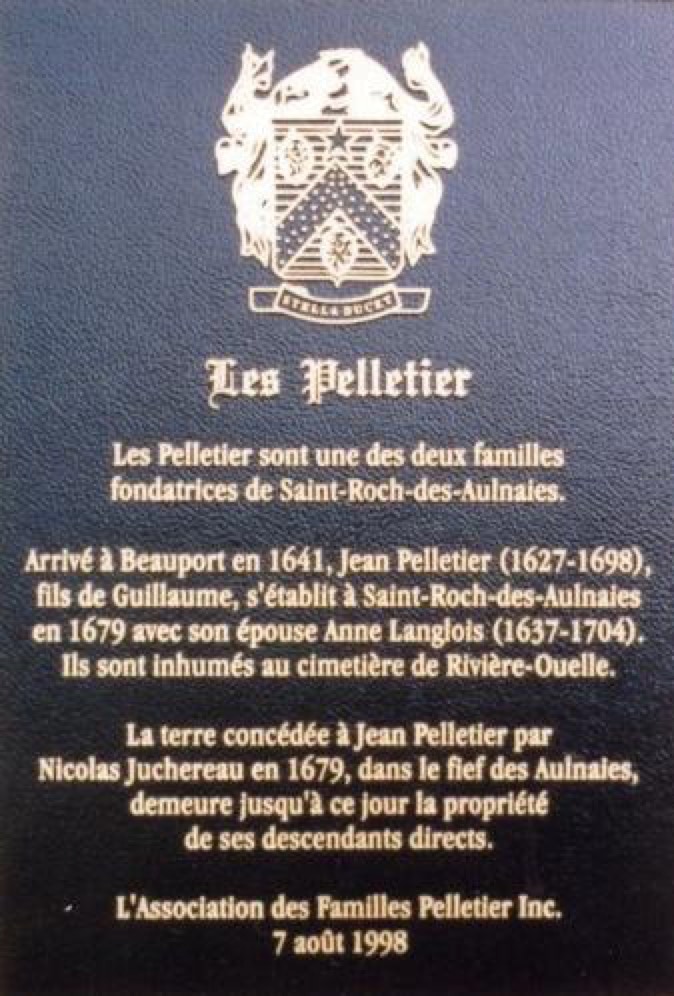 STELLA DUCET
Les Pelletier
Les Pelletier sont une des deux familles
fondatrices de Saint-Roch-des-Aulnaies.
Arrivé à Beauport en 1641, Jean Pelletier (1627-1698),
fils de Guillaume, s'établit à Saint-Roch-des-Aulnaies
en 1679 avec son épouse Anne Langlois (1637-1704).
Ils sont inhumés au cimetière de Rivière-Ouelle.
La terre concédée à Jean Pelletier par
Nicolas Juchereau en 1679, dans le fief des Aulnaies,
demeure jusqu'à ce jour la propriété
de ses descendants directs.
L'Association des Familles Pelletier Inc.
7 août 1998